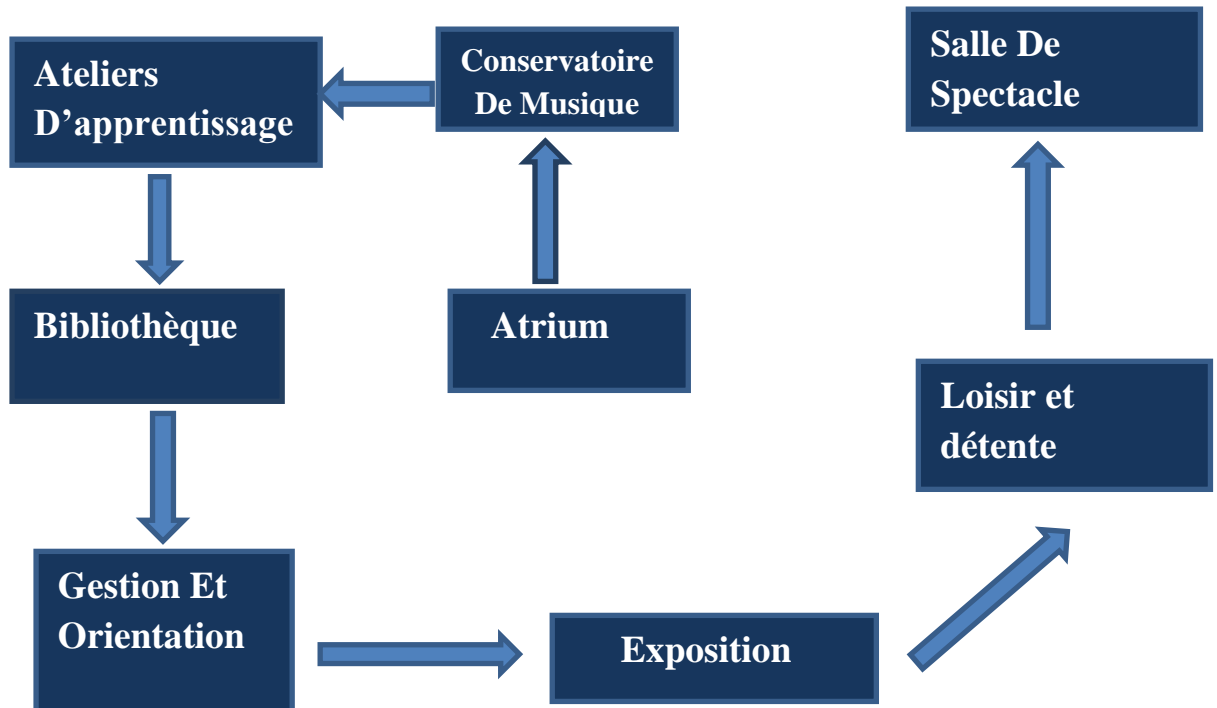 Ateliers
D’apprentissage
Conservatoire
De Musique
Salle De
Spectacle
Bibliothèque
Atrium
Loisir et
détente
Gestion Et
Orientation
Exposition